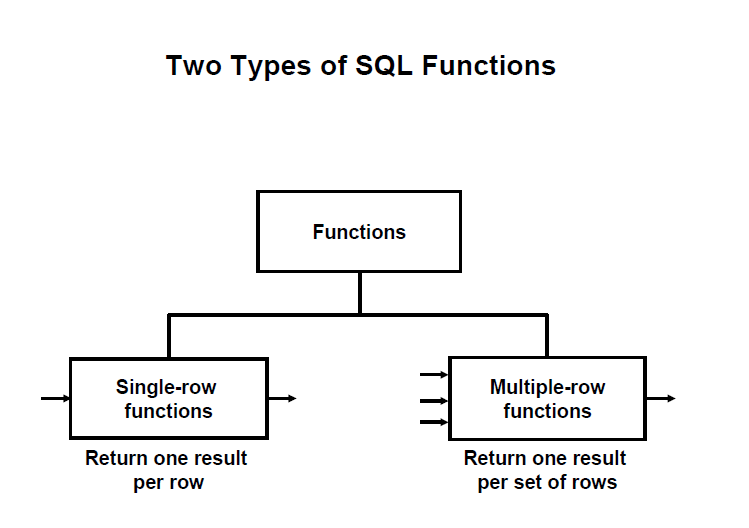 Two Types of SQL Functions
Functions
Single-row
functions
Multiple-row
functions
Return one result
per row
Return one result
per set of rows